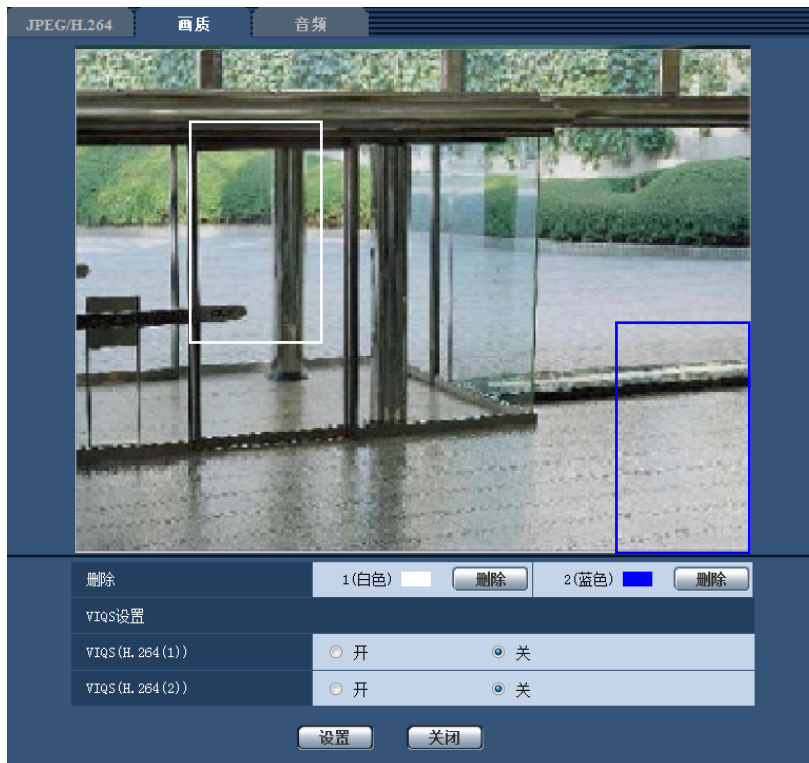 JPEG/H.264 画质 音频
删除 1(白色) 删除 2(蓝色) 删除
VIQS设置
VIQS(H.264(1)) 开 关
VIQS(H.264(2)) 开 关
设置 关闭